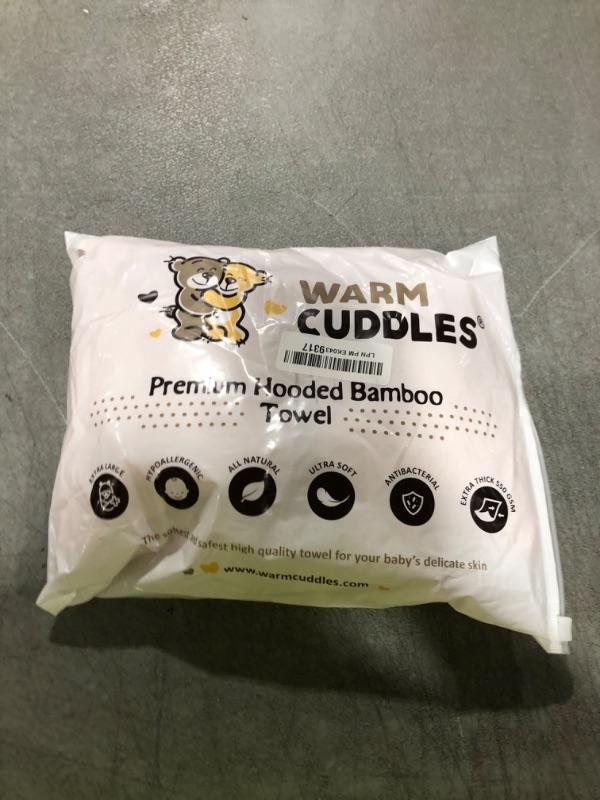 WARM
CUDDLES®
LPN PM EK0439317
Premium Hooded Bamboo
Towel
EXTRA LARGE
HYPOALLERGENIC
ALL NATURAL
ULTRA SOFT
ANTIBACTERIAL
EXTRA THICK 550 GSM
The softest safest high quality towel for your baby's delicate skin
www.warmcuddles.com